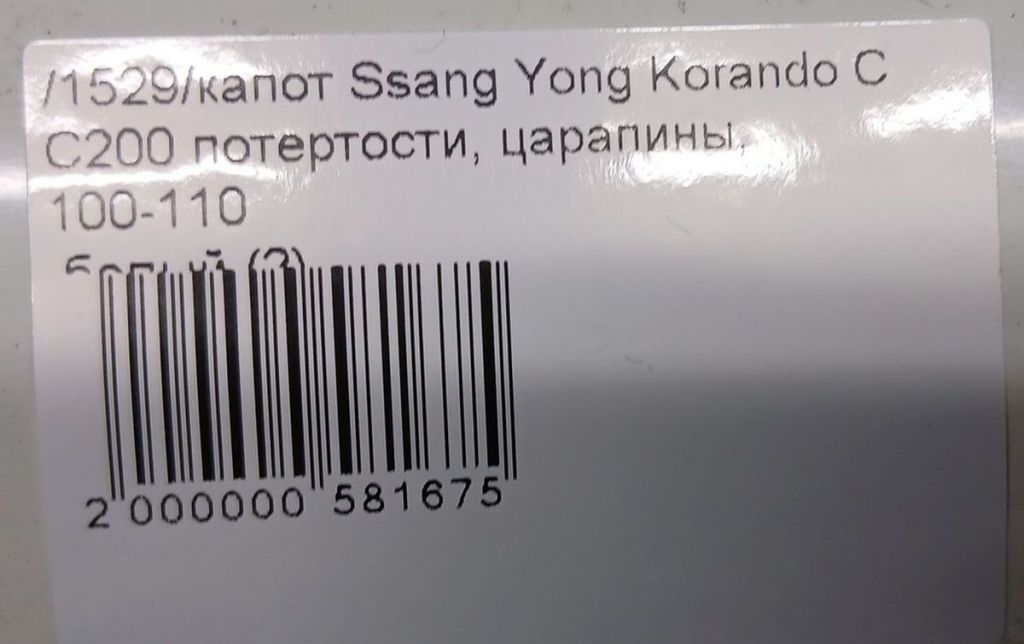 /1529/капот Ssang Yong Korando C
C200 потертости, царапины,
100-110
2 000000 581675